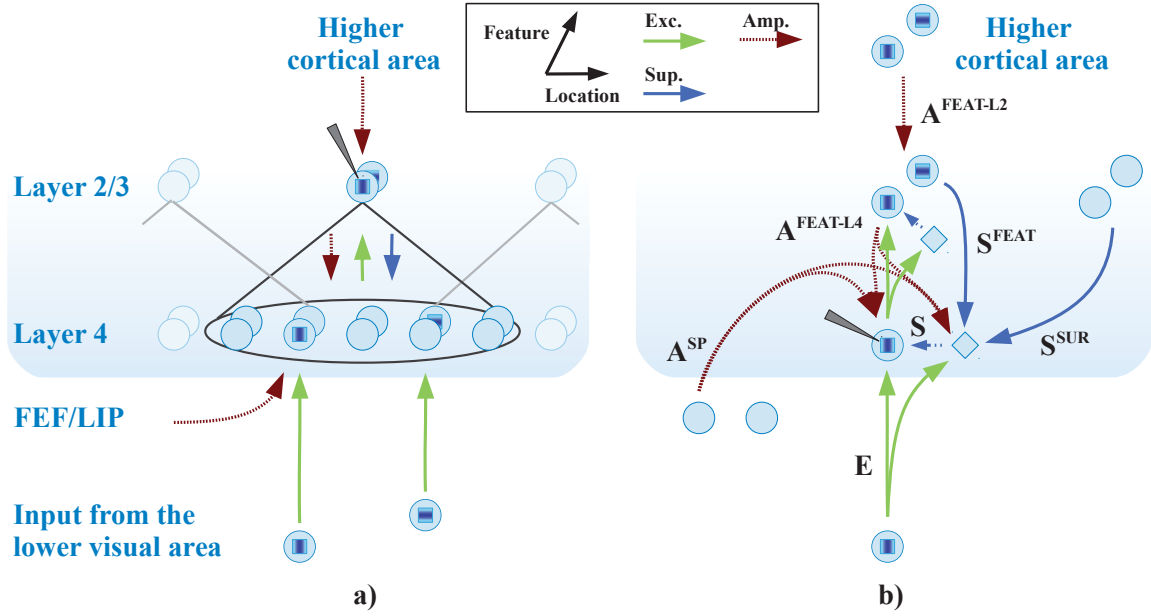 Higher
cortical area
Feature
Location
Exc.
Amp.
Sup.
Higher
cortical area
A^FEAT-L2
Layer 2/3
A^FEAT-L4
S^FEAT
Layer 4
A^SP
S
S^SUR
FEF/LIP
E
Input from the
lower visual area
a)
b)